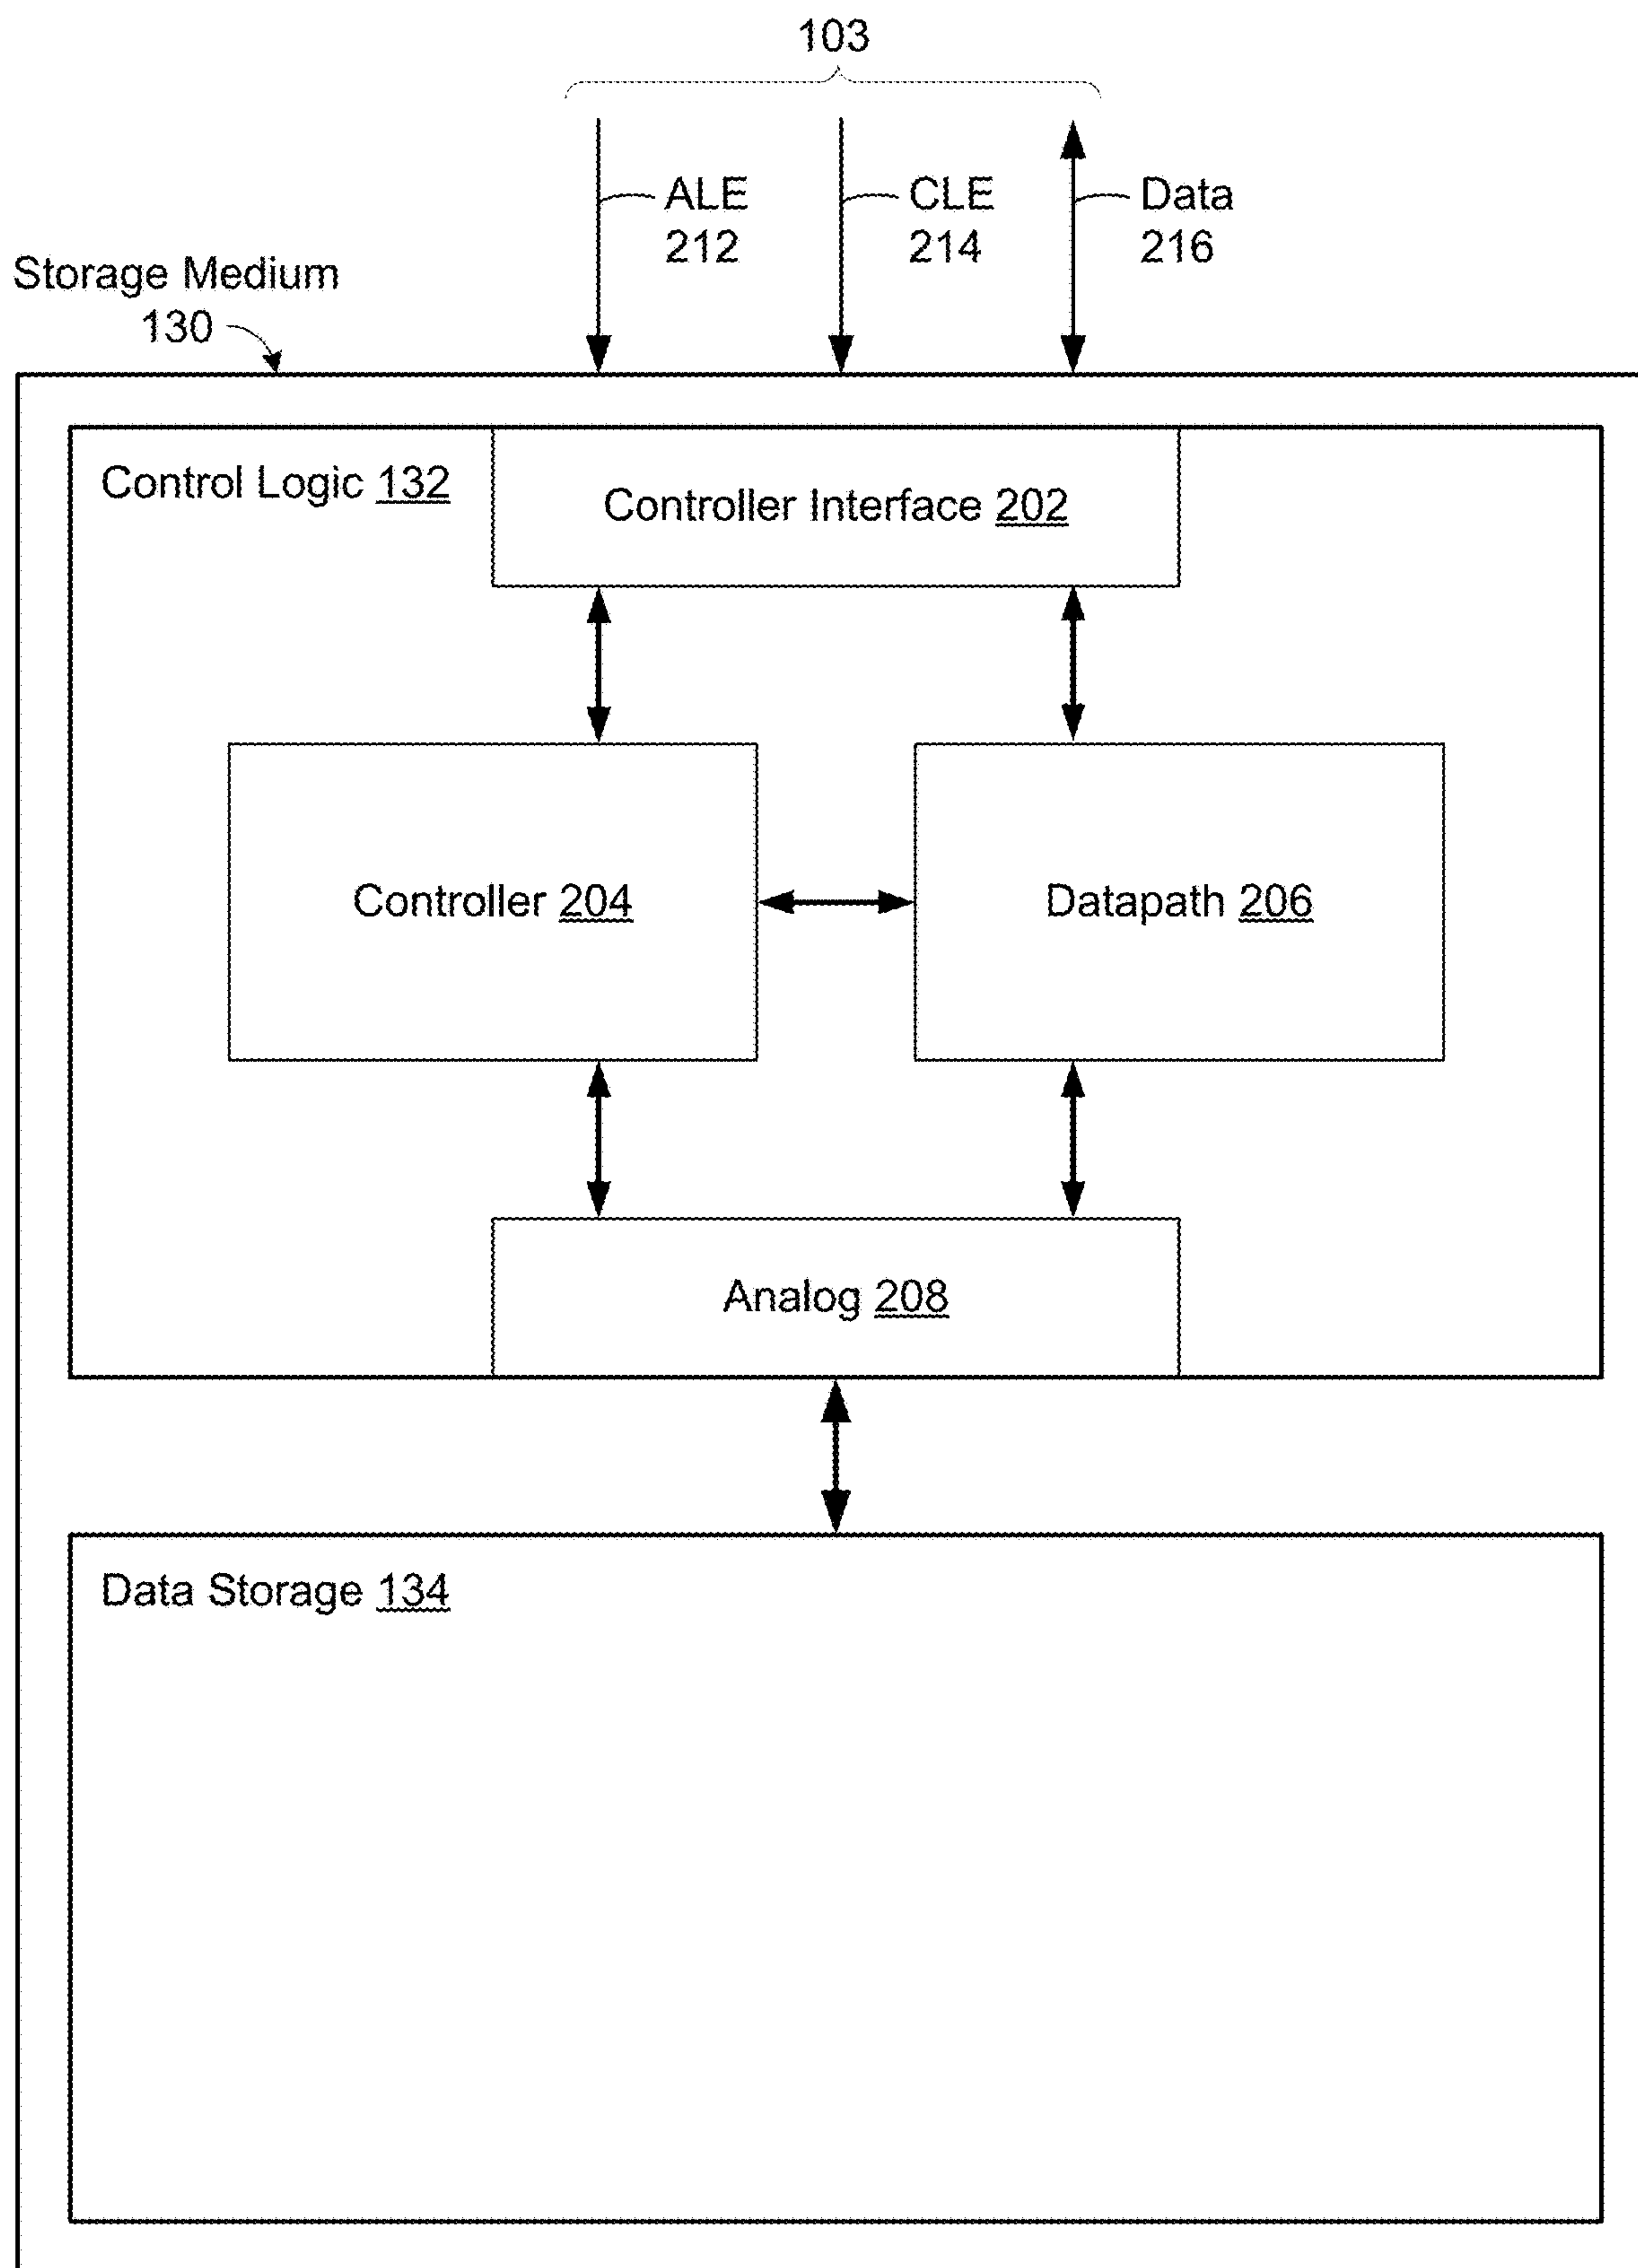 103
ALE
212
CLE
214
Data
216
Storage Medium
130
Control Logic 132
Controller Interface 202
Controller 204
Datapath 206
Analog 208
Data Storage 134